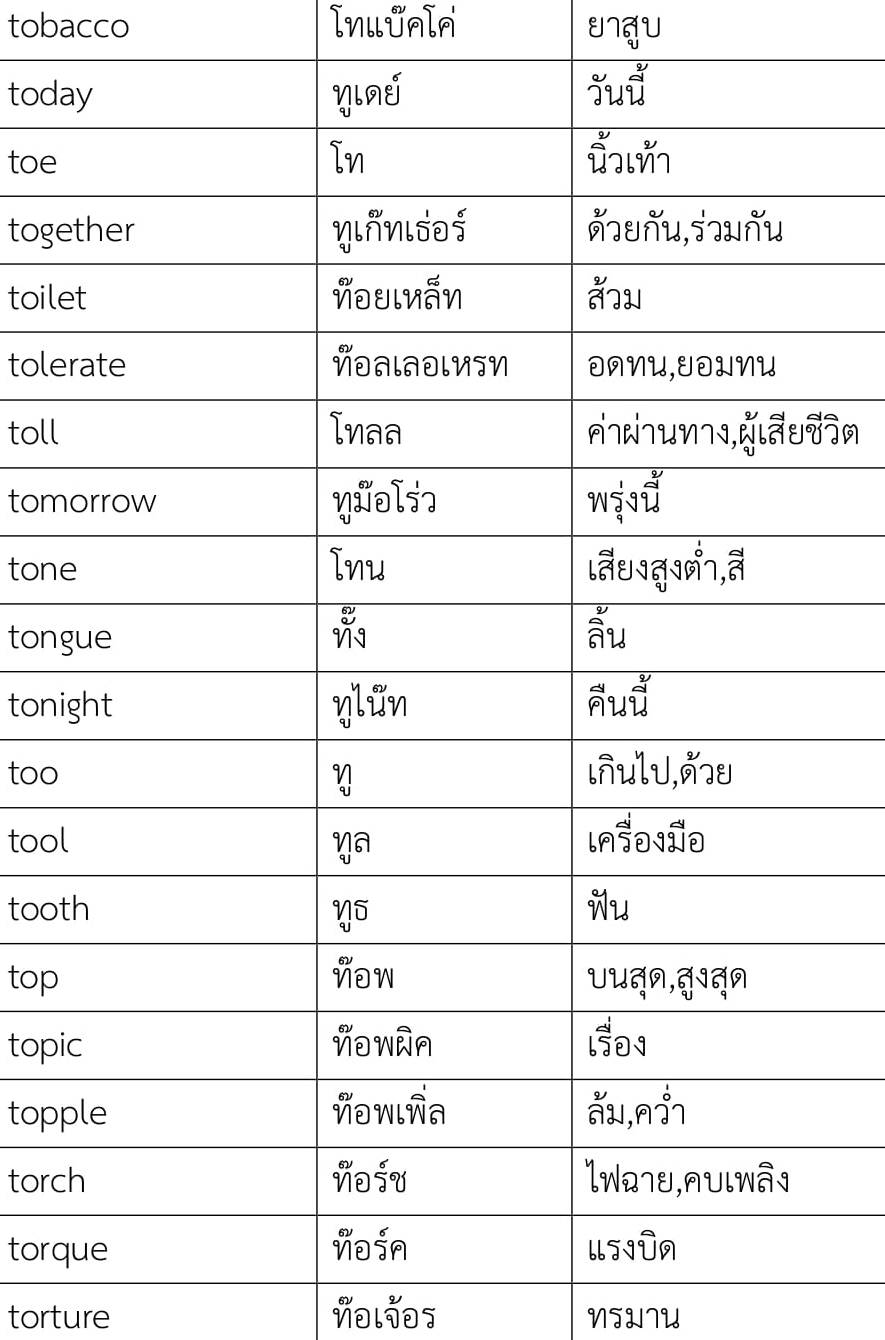 tobacco โทแบ๊คโค่ ยาสูบ
today ทูเดย์ วันนี้
toe โท นิ้วเท้า
together ทูเก๊ทเธ่อร์ ด้วยกัน,ร่วมกัน
toilet ท๊อยเหล็ท ส้วม
tolerate ท๊อลเลอเหรท อดทน,ยอมทน
toll โทลล ค่าผ่านทาง,ผู้เสียชีวิต
tomorrow ทูม๊อโร่ว พรุ่งนี้
tone โทน เสียงสูงต่ำ,สี
tongue ทั๊ง ลิ้น
tonight ทูไน๊ท คืนนี้
too ทู เกินไป,ด้วย
tool ทูล เครื่องมือ
tooth ทูธ ฟัน
top ท๊อพ บนสุด,สูงสุด
topic ท๊อพผิค เรื่อง
topple ท๊อพเพิ่ล ล้ม,คว่ำ
torch ท๊อร์ช ไฟฉาย,คบเพลิง
torque ท๊อร์ค แรงบิด
torture ท๊อเจ้อร ทรมาน